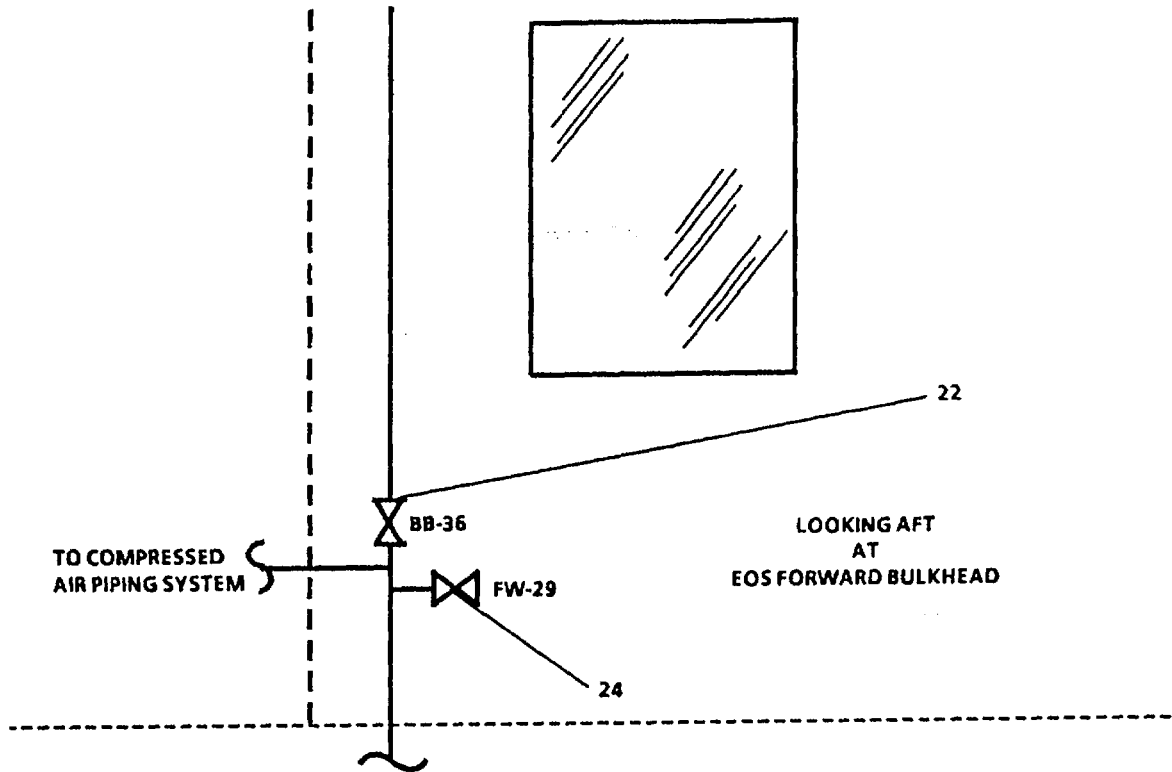 22
BB-36
LOOKING AFT
AT
EOS FORWARD BULKHEAD
TO COMPRESSED
AIR PIPING SYSTEM
FW-29
24